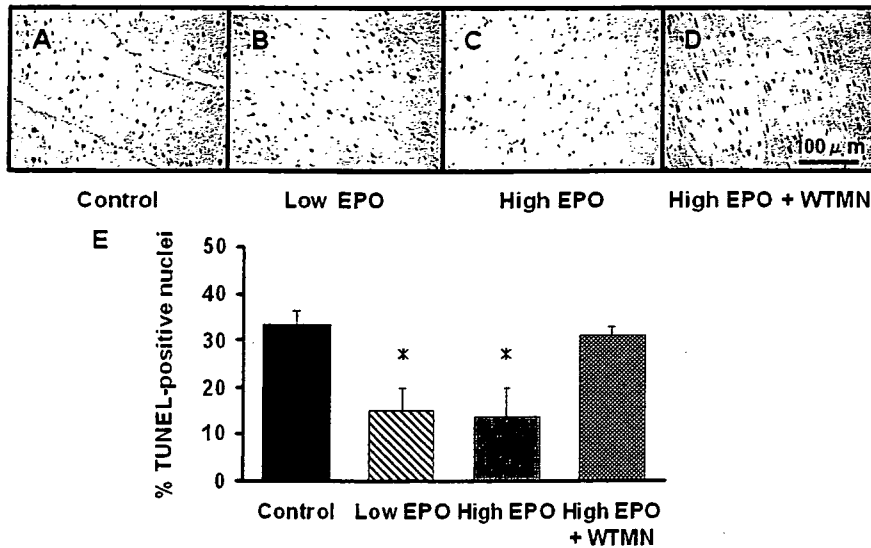 A B C D
100 μm
Control Low EPO High EPO High EPO + WTMN
E
% TUNEL-positive nuclei
50
40
30
20
10
0
* *
Control Low EPO High EPO High EPO
+ WTMN